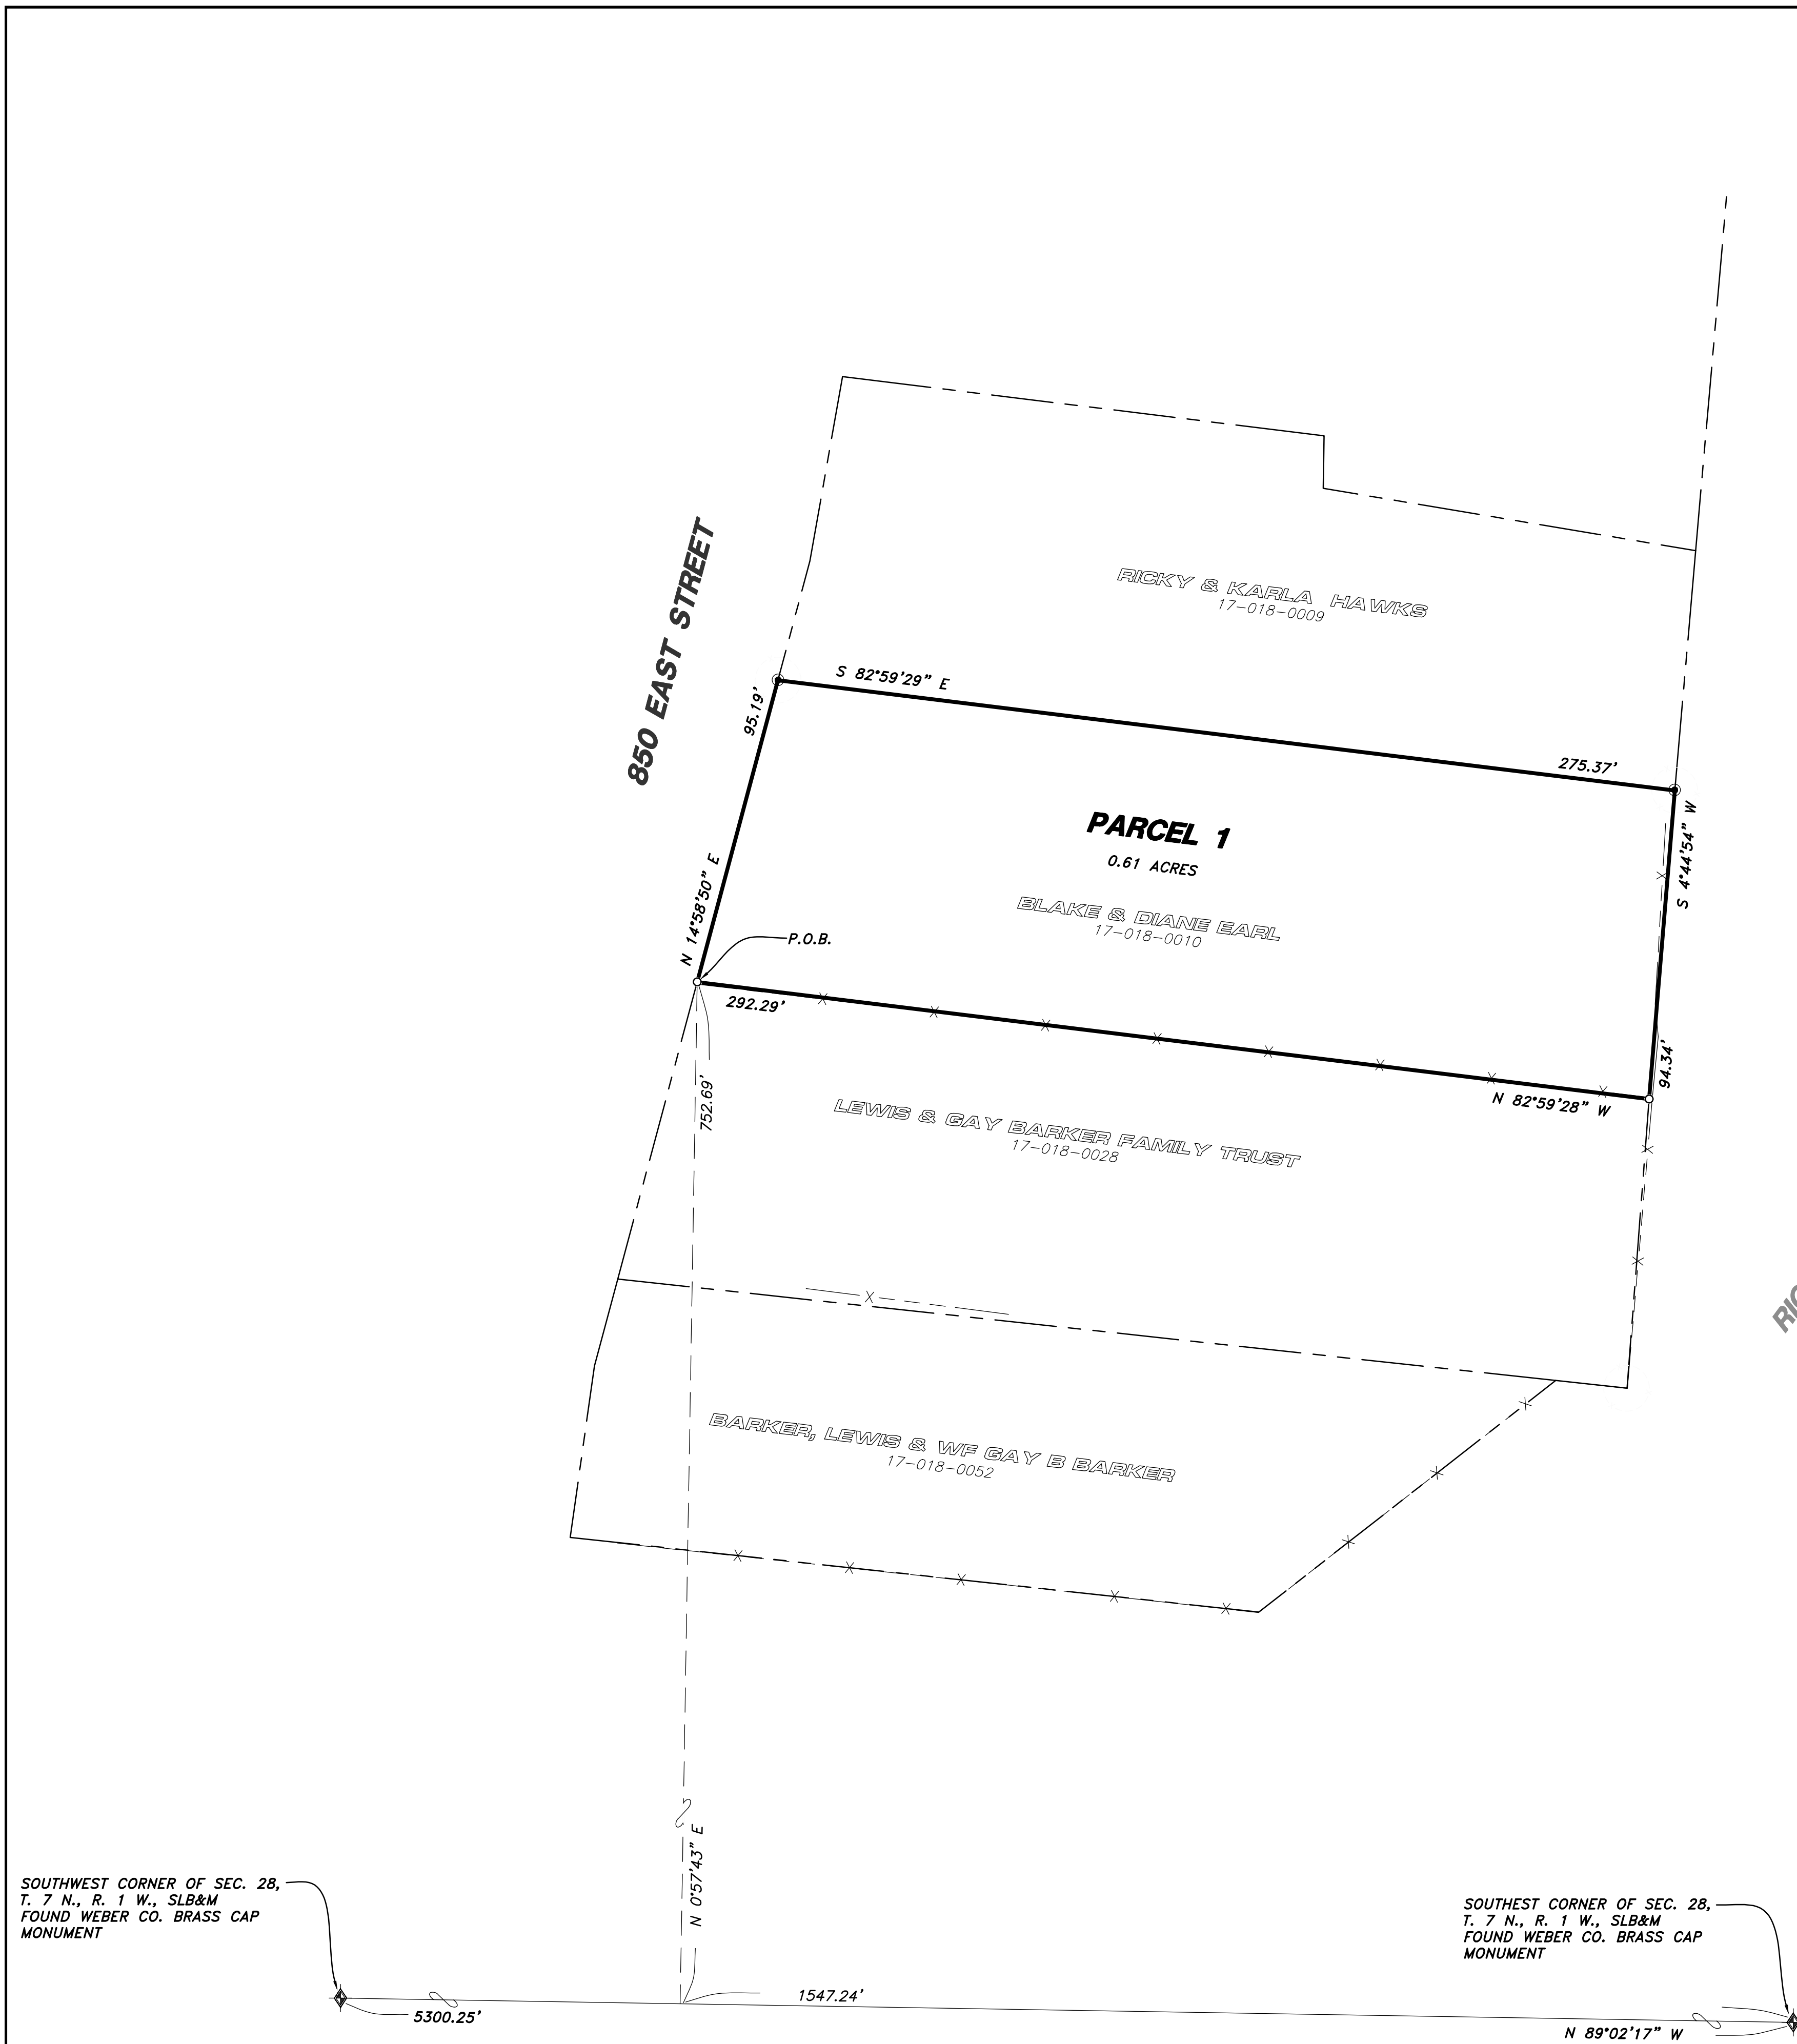 850 EAST STREET
RICKY & KARLA HAWKS
17-018-0009
S 82°59'29" E
275.37'
95.19'
N 14°58'50" E
PARCEL 1
0.61 ACRES
BLAKE & DIANE EARL
17-018-0010
S 4°44'54" W
94.34'
P.O.B.
292.29'
N 82°59'28" W
752.69'
LEWIS & GAY BARKER FAMILY TRUST
17-018-0028
BARKER, LEWIS & WF GAY B BARKER
17-018-0052
N 0°57'43" E
SOUTHWEST CORNER OF SEC. 28,
T. 7 N., R. 1 W., SLB&M
FOUND WEBER CO. BRASS CAP
MONUMENT
SOUTHEST CORNER OF SEC. 28,
T. 7 N., R. 1 W., SLB&M
FOUND WEBER CO. BRASS CAP
MONUMENT
5300.25'
1547.24'
N 89°02'17" W